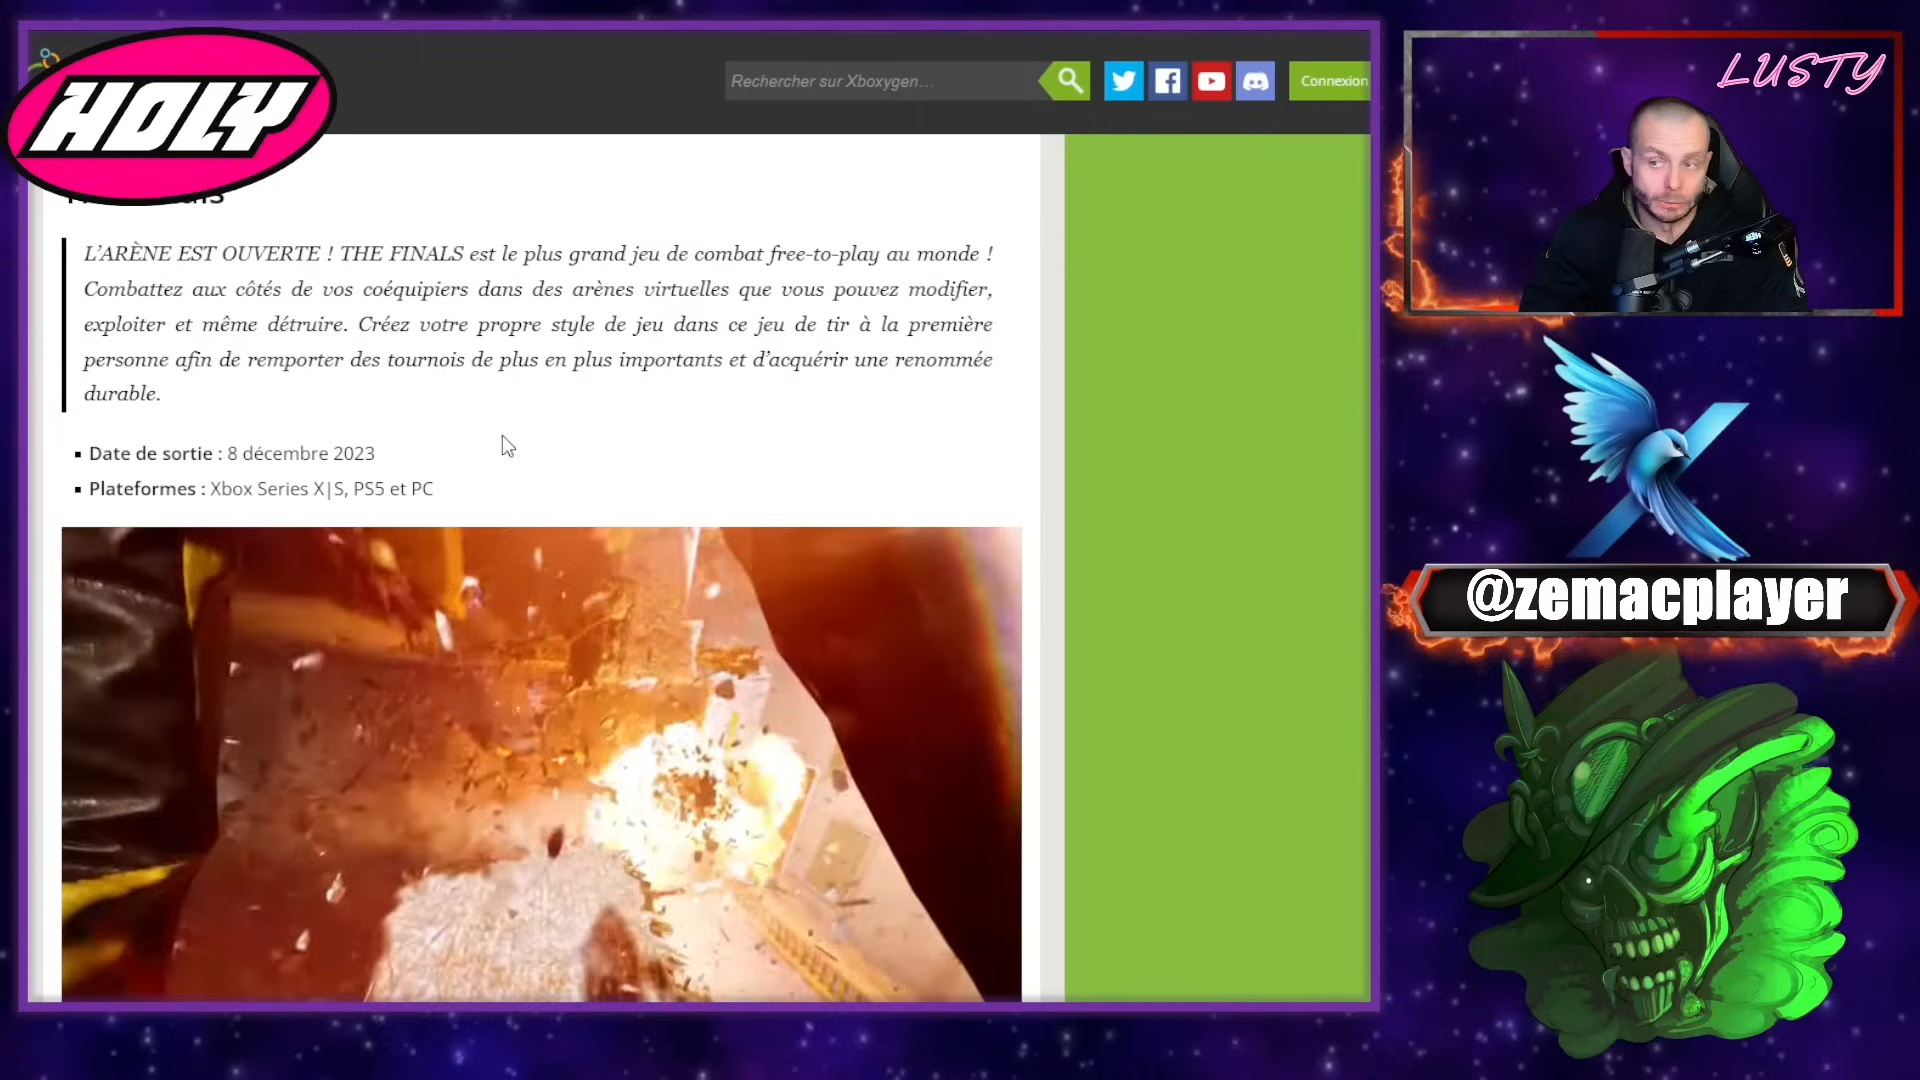 HOLY
Rechercher sur Xboxygen...
Connexion
LUSTY
L'ARÈNE EST OUVERTE ! THE FINALS est le plus grand jeu de combat free-to-play au monde !
Combattez aux côtés de vos coéquipiers dans des arènes virtuelles que vous pouvez modifier,
exploiter et même détruire. Créez votre propre style de jeu dans ce jeu de tir à la première
personne afin de remporter des tournois de plus en plus importants et d'acquérir une renommée
durable.
Date de sortie : 8 décembre 2023
Plateformes : Xbox Series X|S, PS5 et PC
@zemacplayer